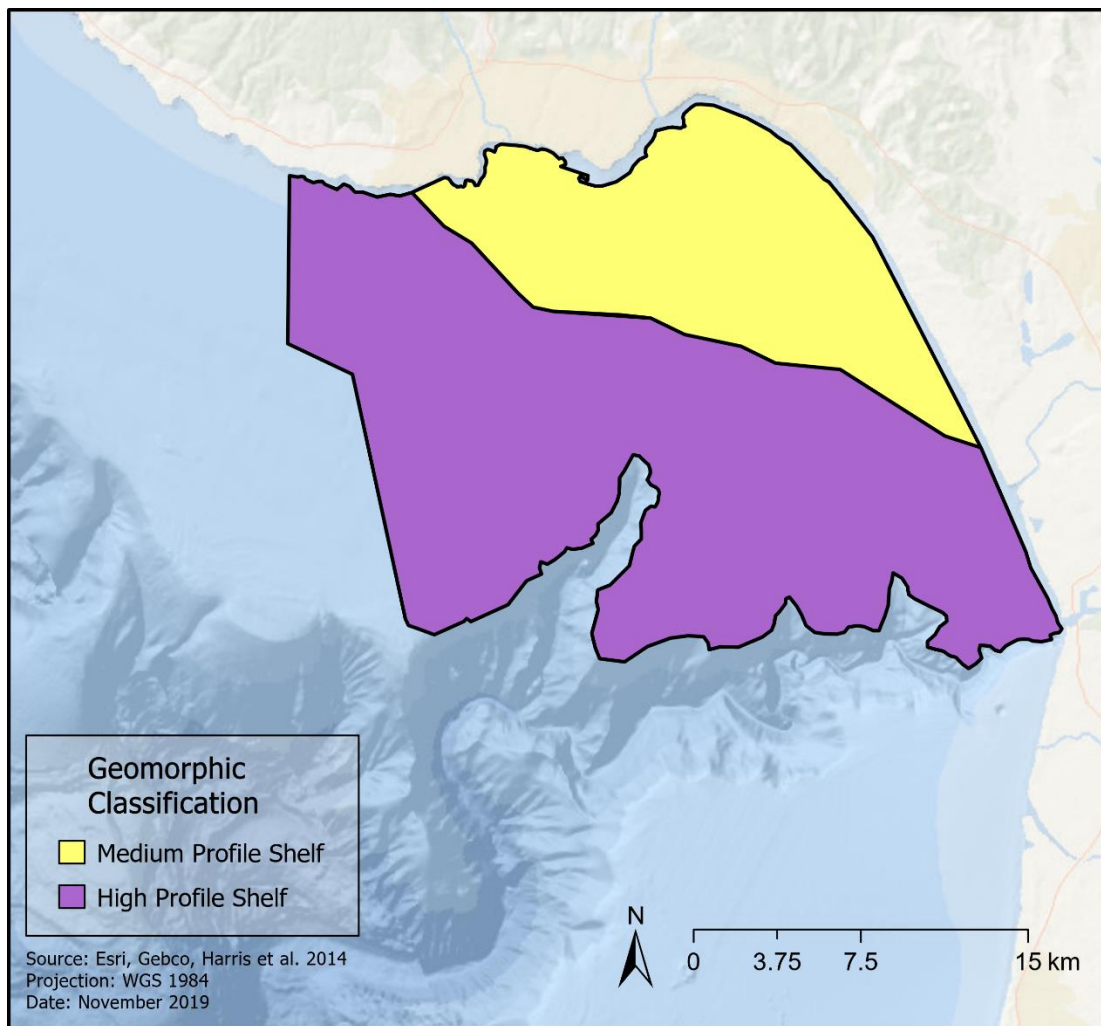 Geomorphic
Classification
Medium Profile Shelf
High Profile Shelf
Source: Esri, Gebco, Harris et al. 2014
Projection: WGS 1984
Date: November 2019
N
0 3.75 7.5 15 km